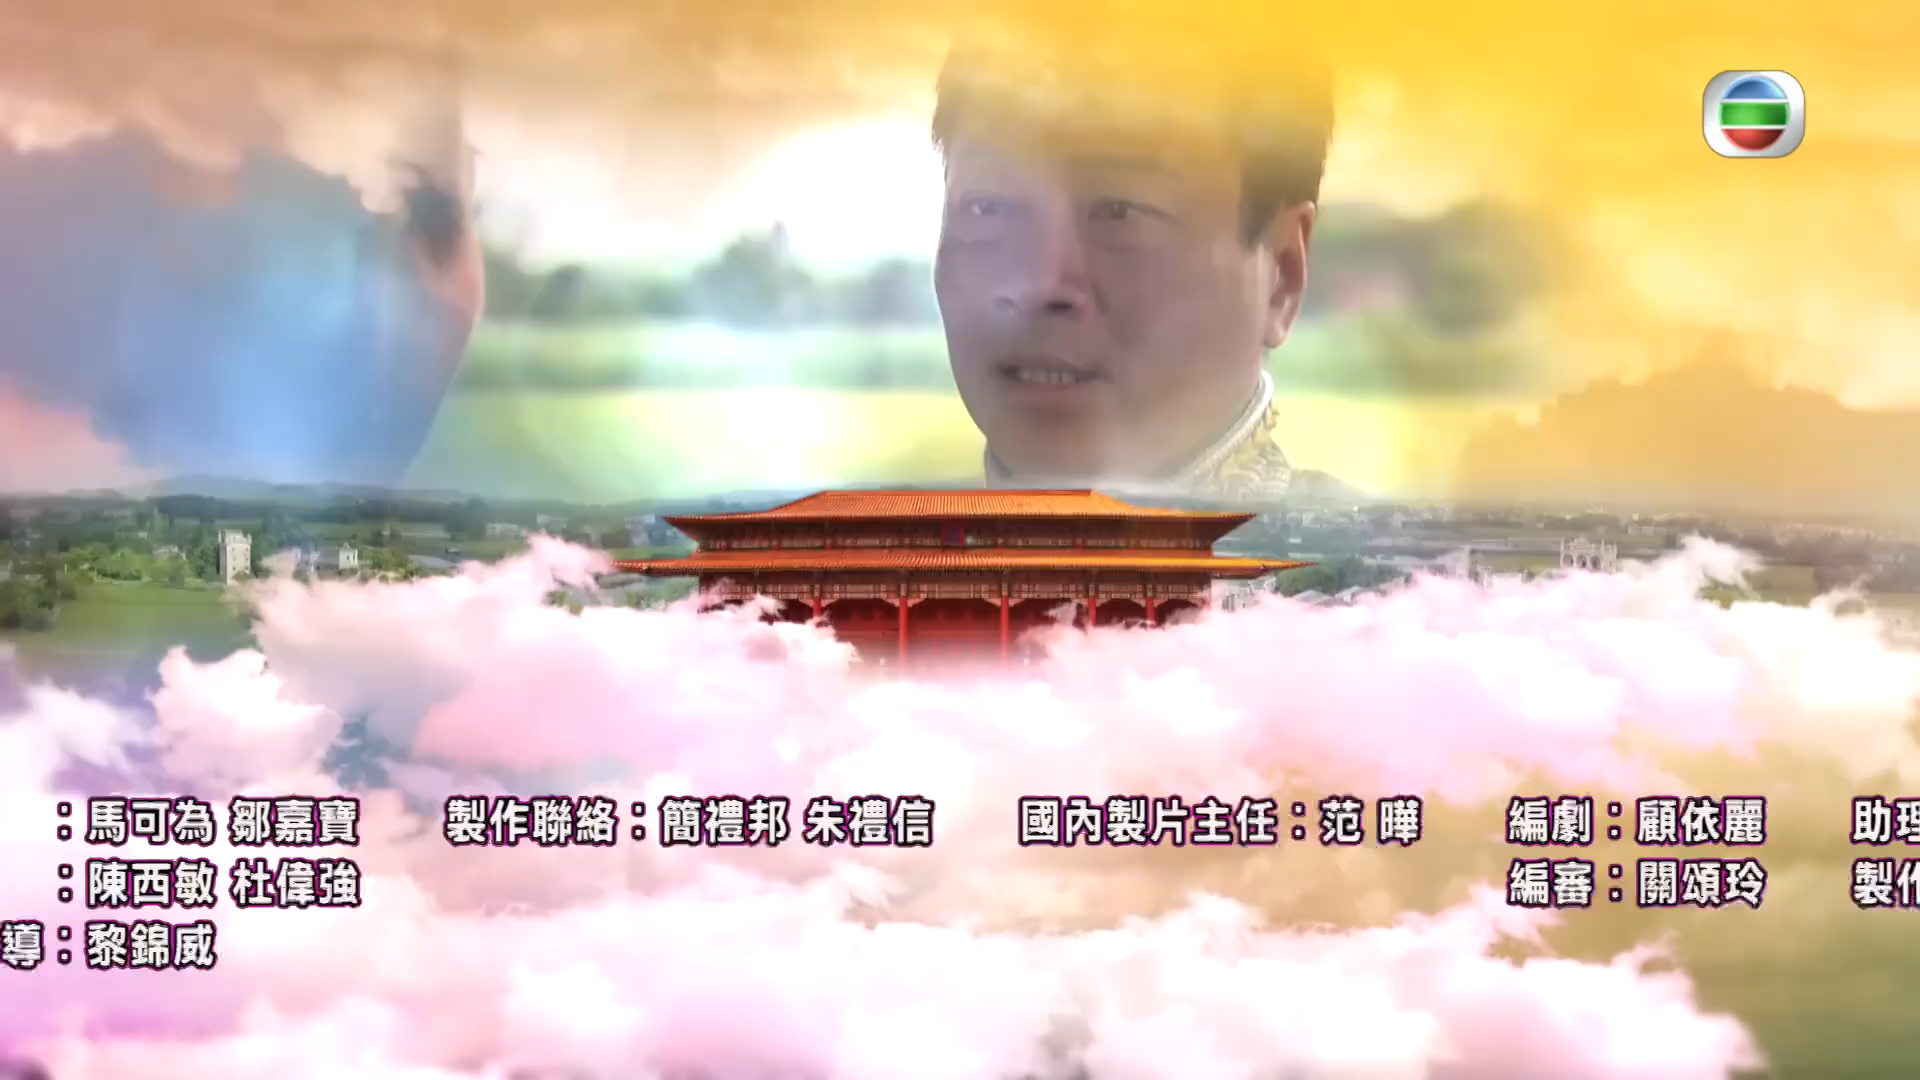 ：馬可為 鄒嘉寶 製作聯絡：簡禮邦 朱禮信 國內製片主任：范 曄 編劇：顧依麗 助理
：陳西敏 杜偉強 編審：關頌玲 製作
導：黎錦威